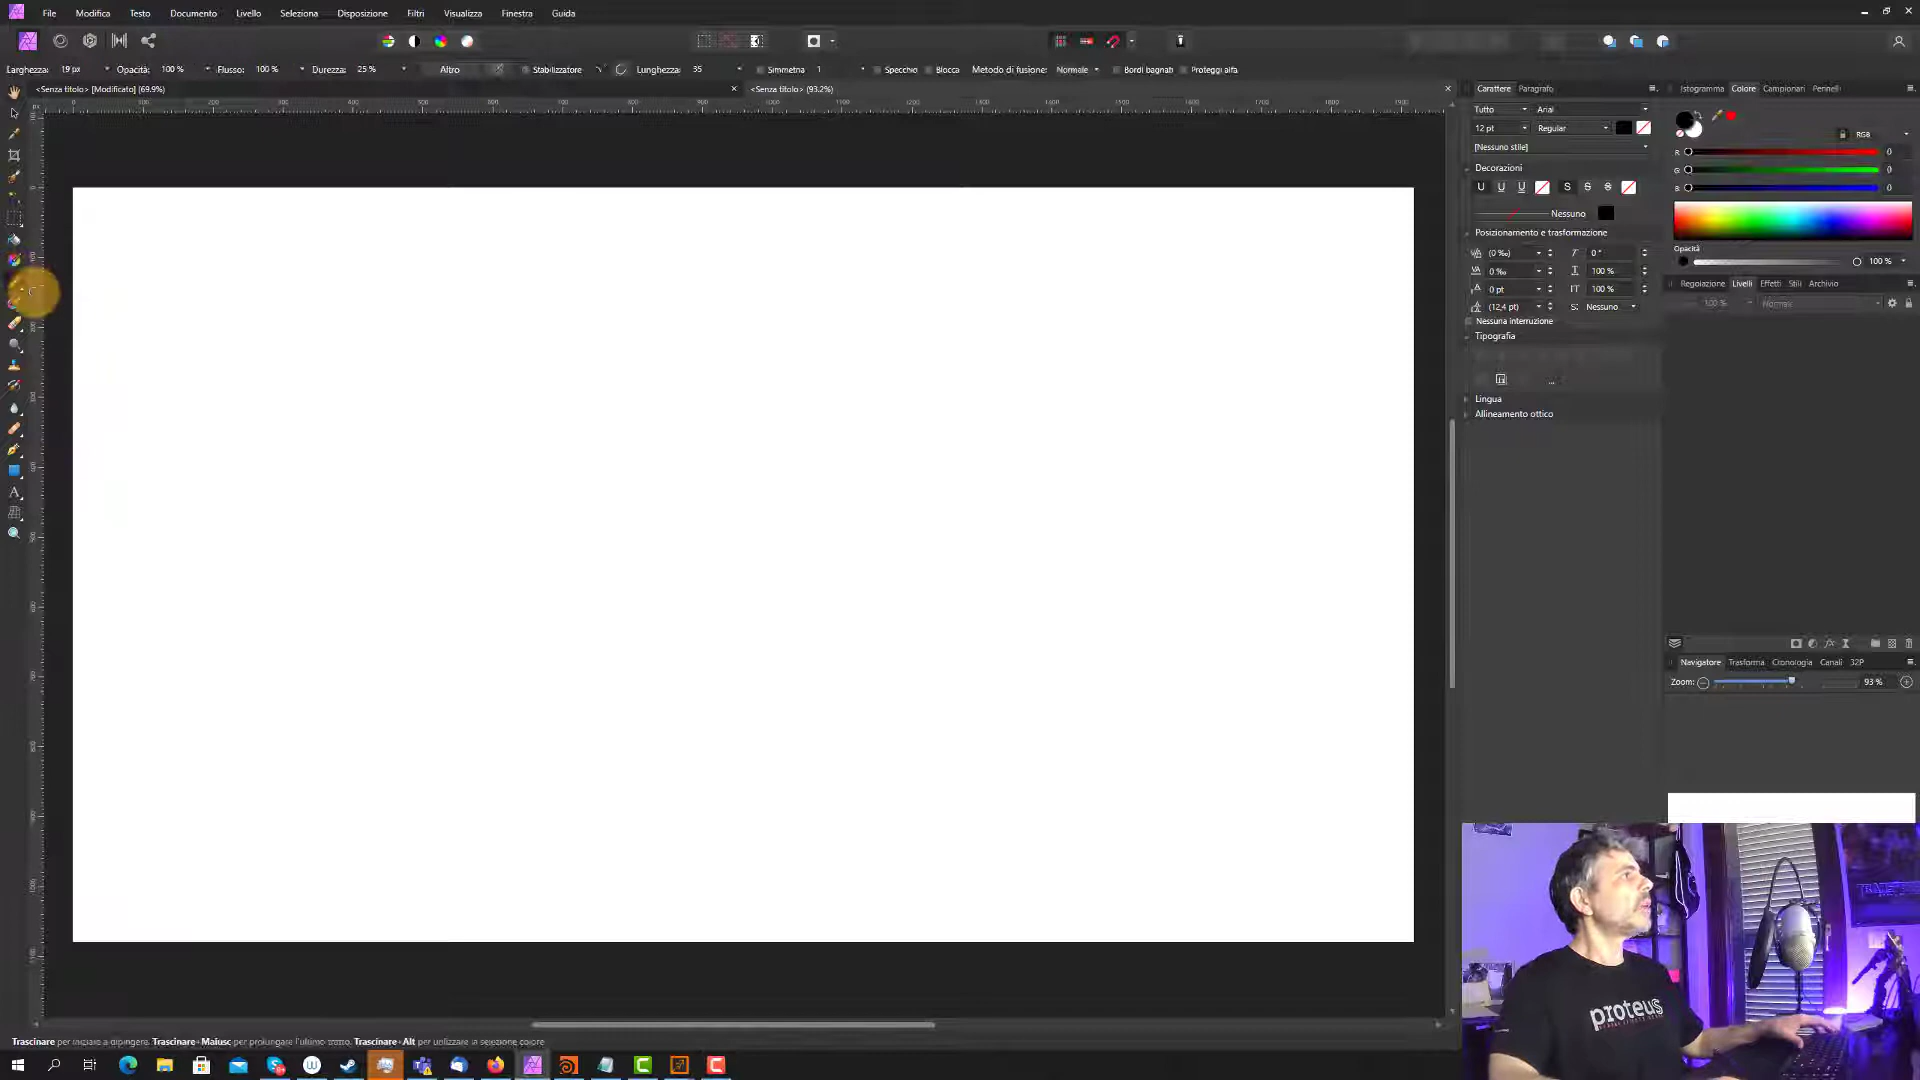 File Modifica Testo Documento Livello Seleziona Disposizione Filtri Visualizza Finestra Guida
Larghezza: 19 px Opacità: 100 % Flusso: 100 % Durezza: 25 % Altro Stabilizzatore Lunghezza: 35 Simmetria 1 Specchio Blocca Metodo di fusione: Normale Bordi bagnati Proteggi alfa
<Senza titolo> [Modificato] (69.9%) <Senza titolo> (93.2%)
Carattere Paragrafo
Tutto Arial
12 pt Regular
[Nessuno stile]
Decorazioni
U U U S S S
Nessuno
Posizionamento e trasformazione
(0 ‰) 0 °
0 ‰ 100 %
0 pt 100 %
(12,4 pt) S: Nessuno
Nessuna interruzione
Tipografia
Lingua
Allineamento ottico
Istogramma Colore Campionari Pennelli
RGB
R 0
G 0
B 0
Opacità
100 %
Regolazione Livelli Effetti Stili Archivio
100 % Normale
Navigatore Trasforma Cronologia Canali 32P
Zoom: 93 %
proteus
Trascinare per iniziare a dipingere. Trascinare+Maiusc per prolungare l'ultimo tratto. Trascinare+Alt per utilizzare la selezione colore